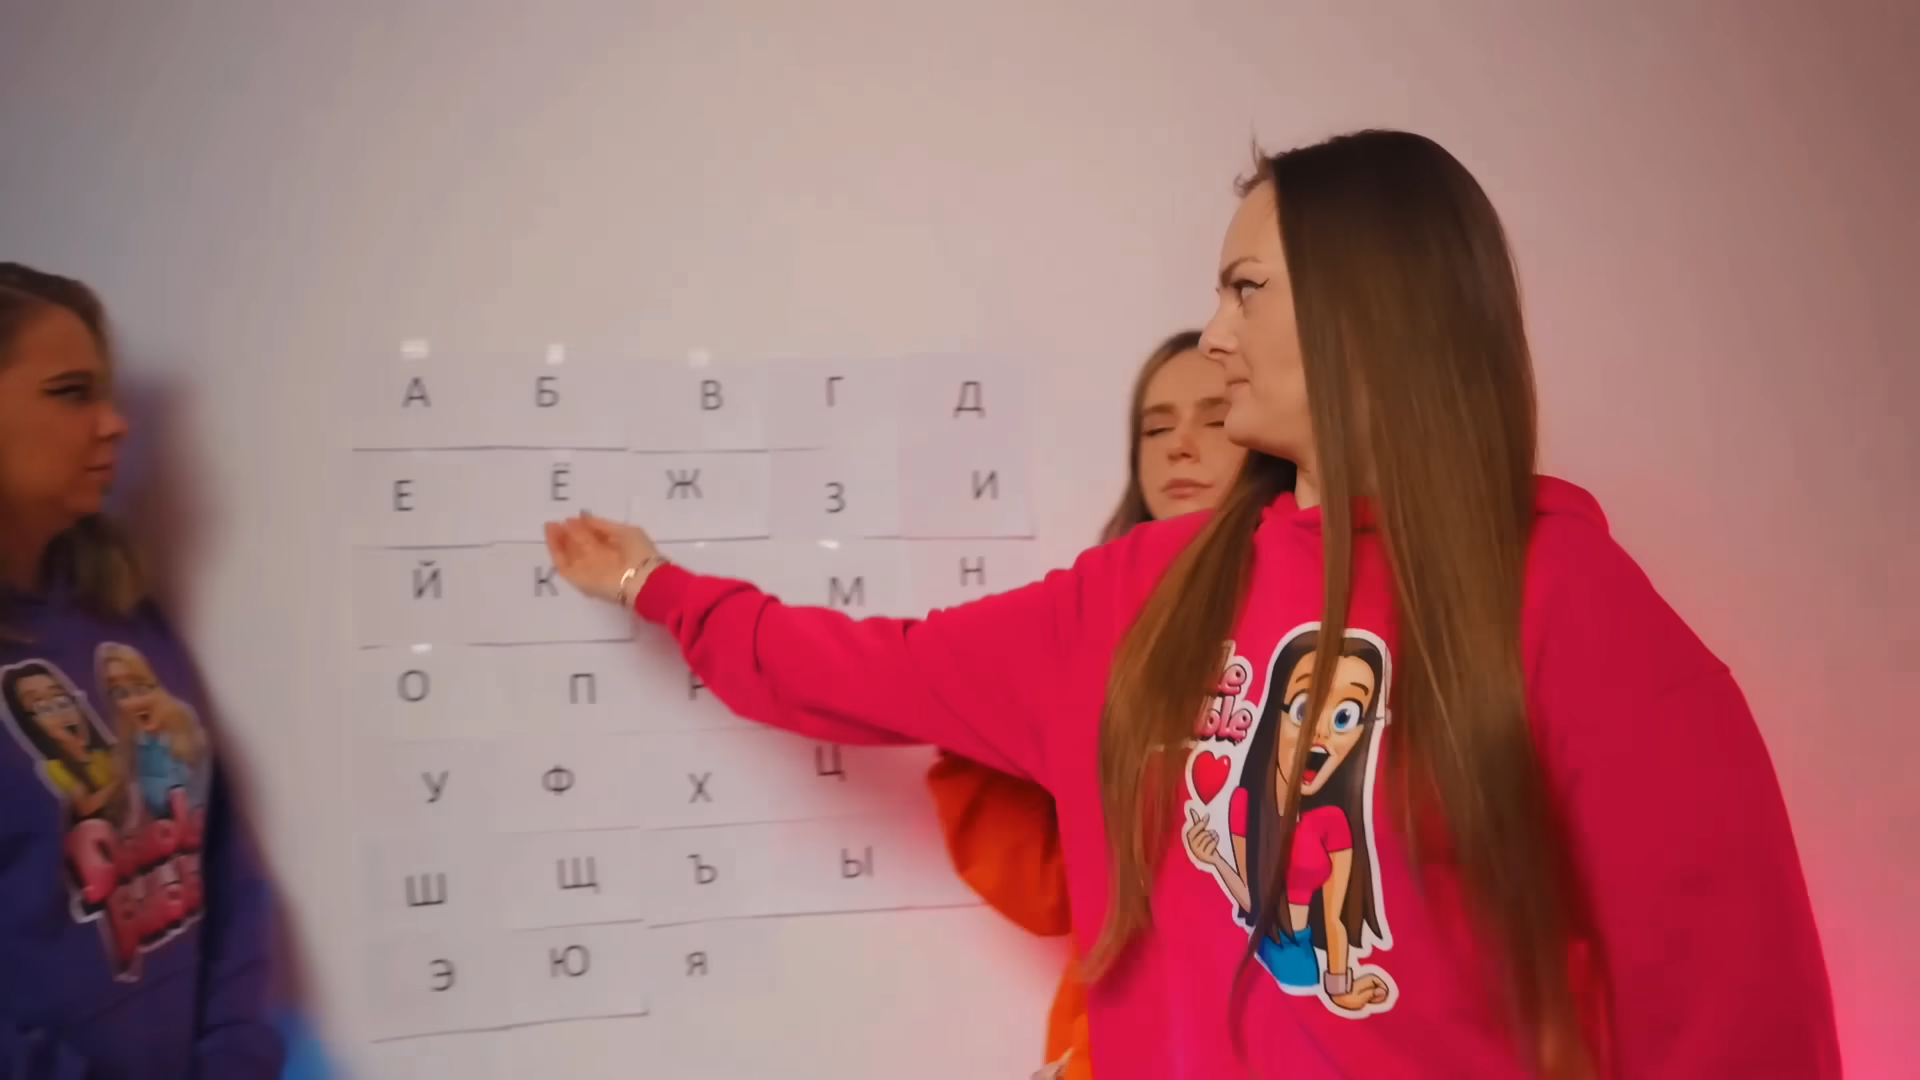 А Б В Г Д
Е Ё Ж З И
Й К М Н
О П
У Ф Х Ц
Ш Щ Ъ Ы
Э Ю Я